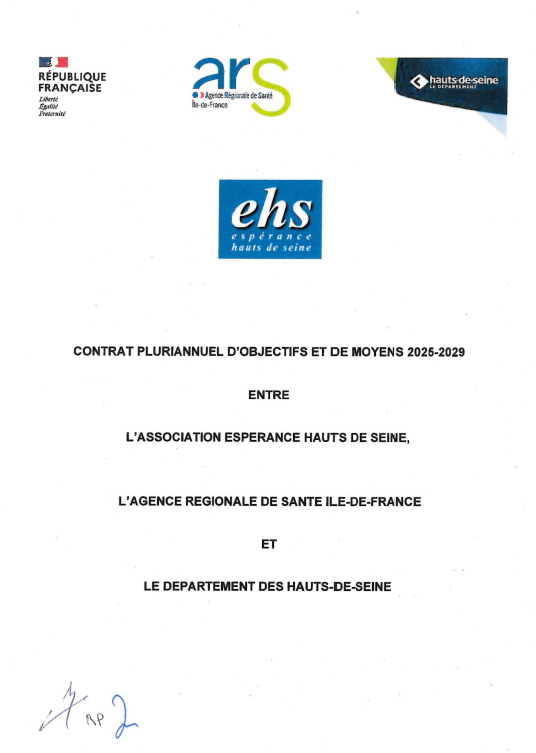 RÉPUBLIQUE
FRANÇAISE
Liberté
Égalité
Fraternité
ars
Agence Régionale de Santé
Île-de-France
hauts-de-seine
LE DÉPARTEMENT
ehs
espérance
hauts de seine
CONTRAT PLURIANNUEL D'OBJECTIFS ET DE MOYENS 2025-2029
ENTRE
L'ASSOCIATION ESPERANCE HAUTS DE SEINE,
L'AGENCE REGIONALE DE SANTE ILE-DE-FRANCE
ET
LE DEPARTEMENT DES HAUTS-DE-SEINE
RP